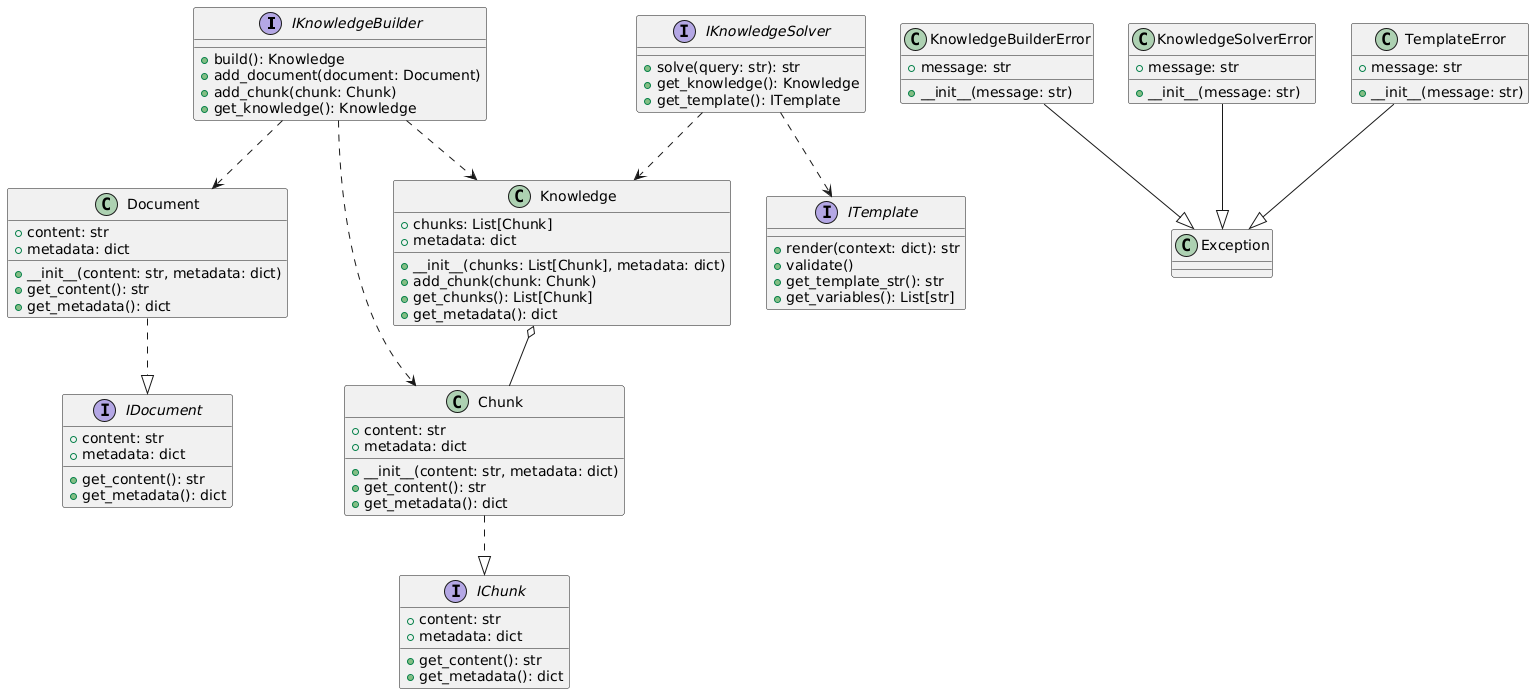 I IKnowledgeBuilder
build(): Knowledge
add_document(document: Document)
add_chunk(chunk: Chunk)
get_knowledge(): Knowledge
I IKnowledgeSolver
solve(query: str): str
get_knowledge(): Knowledge
get_template(): ITemplate
C KnowledgeBuilderError
message: str
__init__(message: str)
C KnowledgeSolverError
message: str
__init__(message: str)
C TemplateError
message: str
__init__(message: str)
C Document
content: str
metadata: dict
__init__(content: str, metadata: dict)
get_content(): str
get_metadata(): dict
C Knowledge
chunks: List[Chunk]
metadata: dict
__init__(chunks: List[Chunk], metadata: dict)
add_chunk(chunk: Chunk)
get_chunks(): List[Chunk]
get_metadata(): dict
I ITemplate
render(context: dict): str
validate()
get_template_str(): str
get_variables(): List[str]
C Exception
I IDocument
content: str
metadata: dict
get_content(): str
get_metadata(): dict
C Chunk
content: str
metadata: dict
__init__(content: str, metadata: dict)
get_content(): str
get_metadata(): dict
I IChunk
content: str
metadata: dict
get_content(): str
get_metadata(): dict